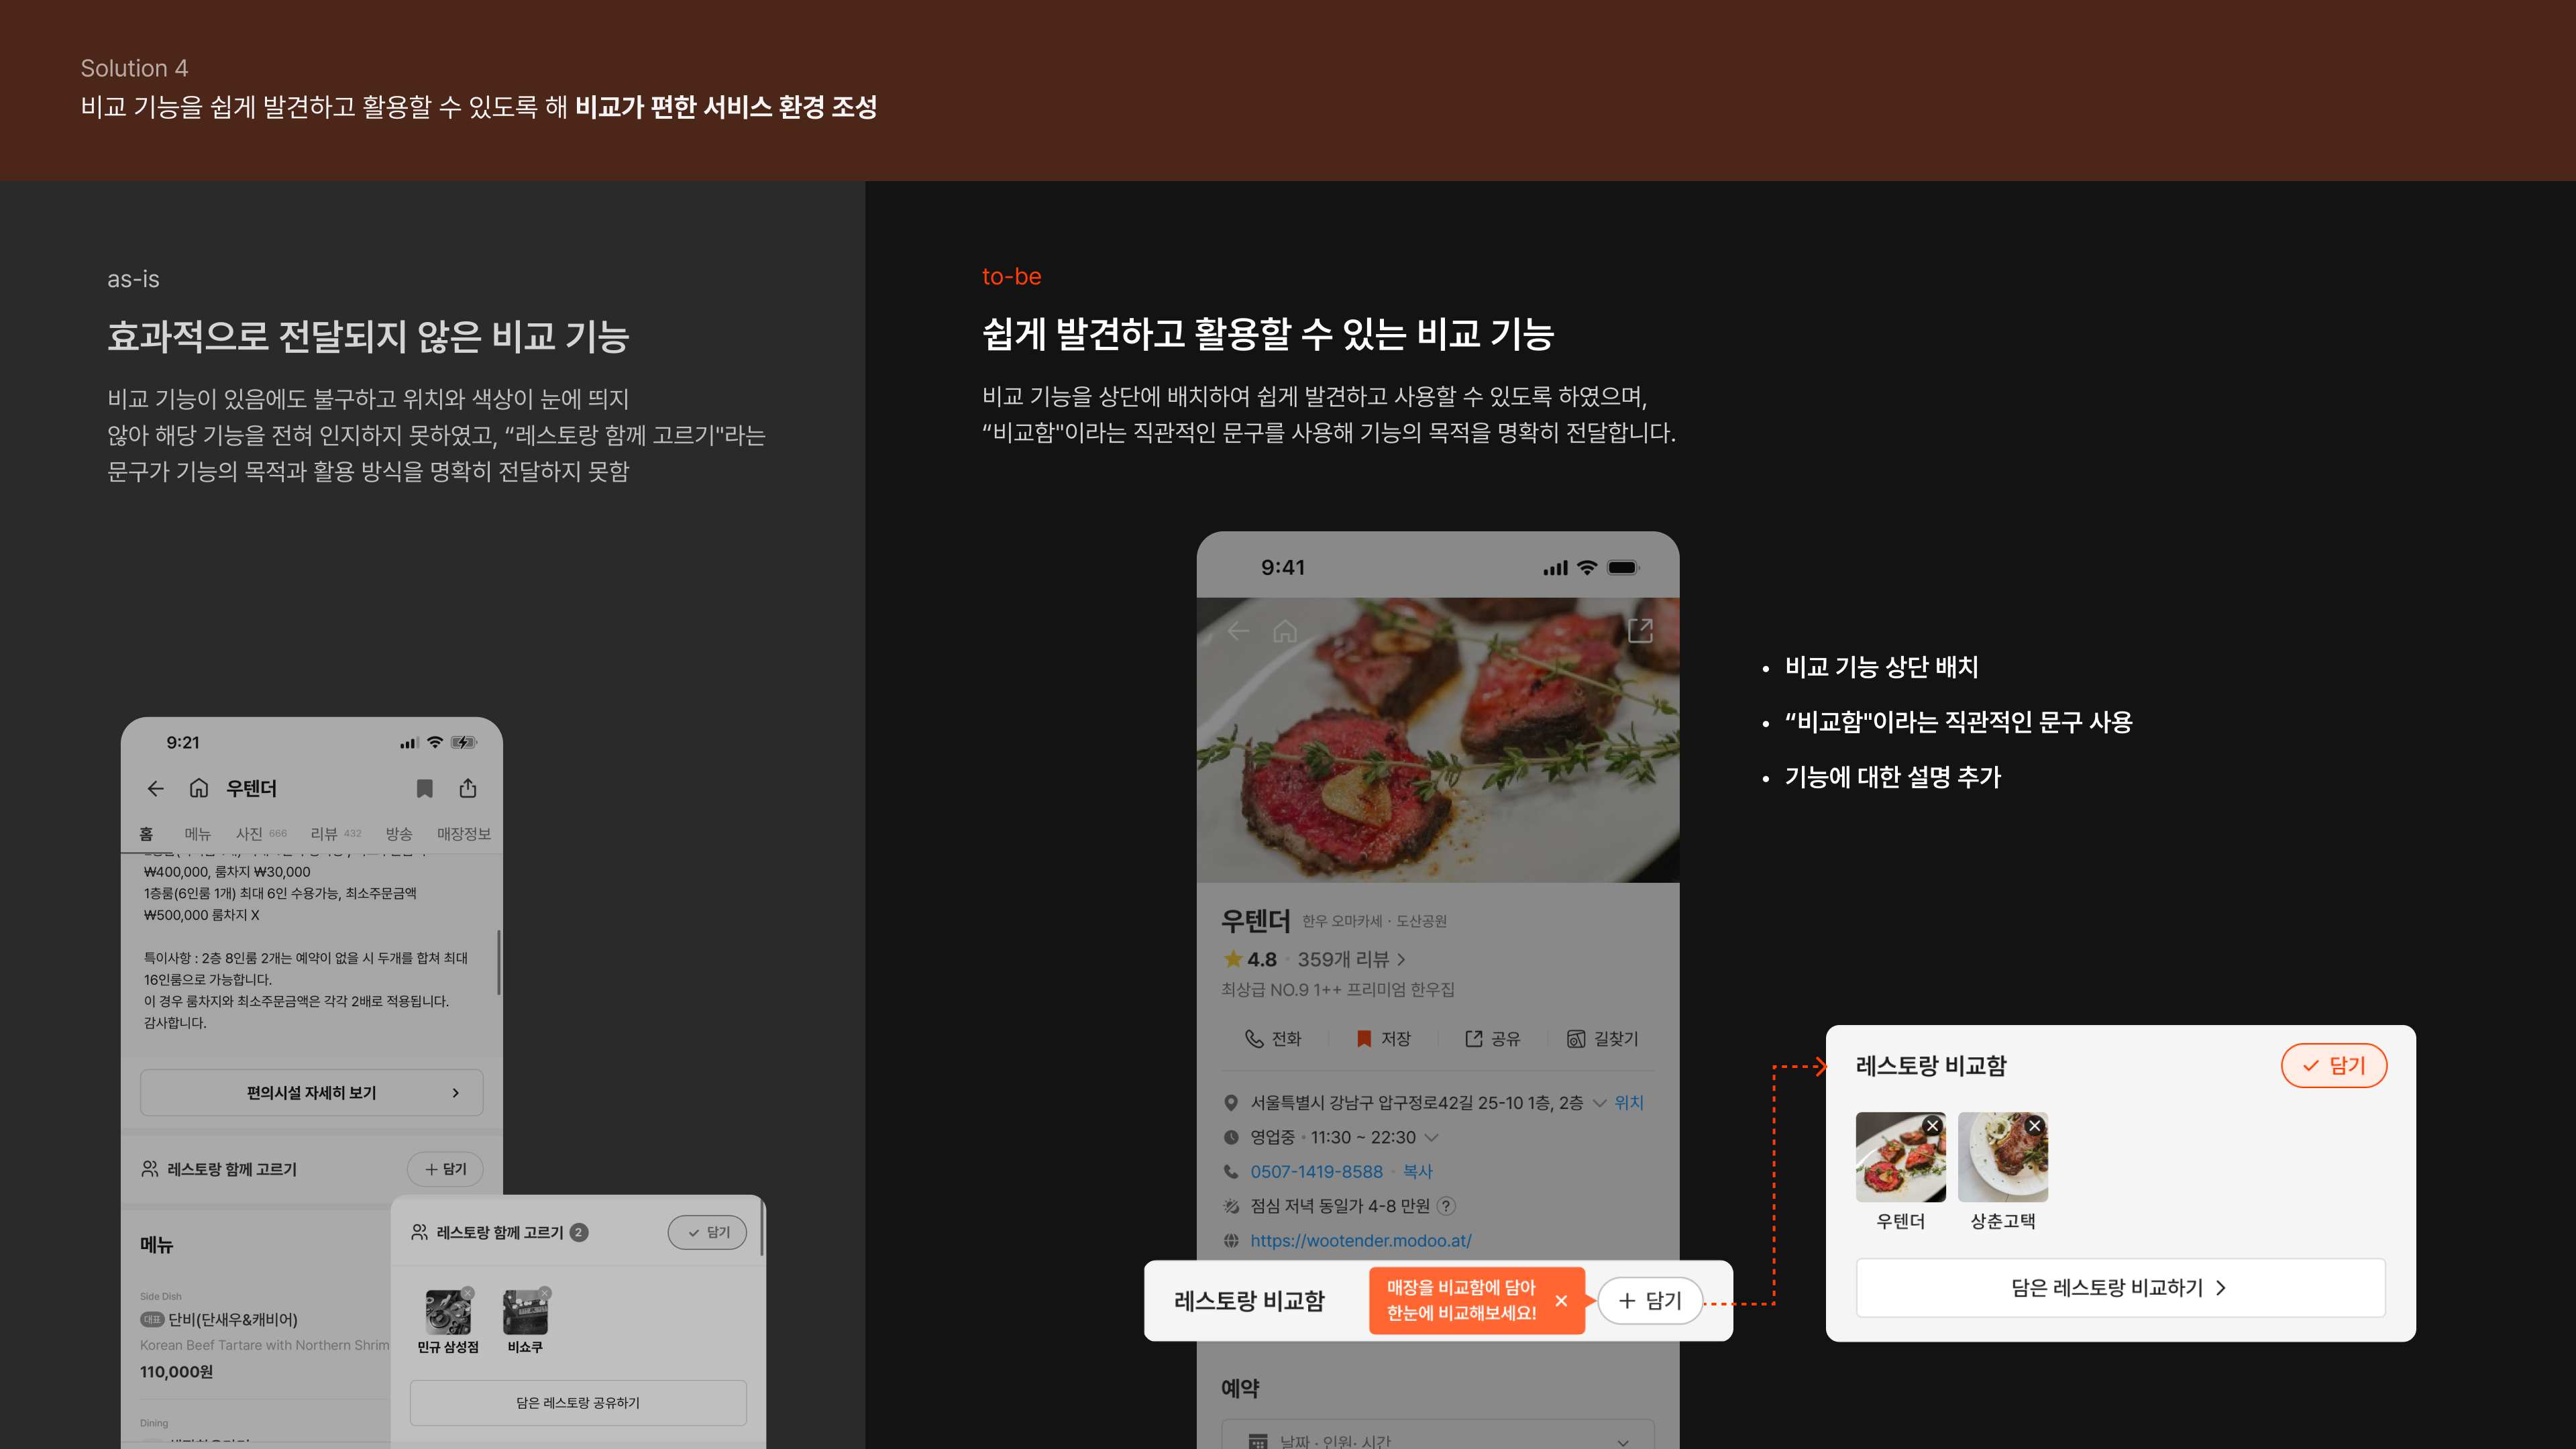 Solution 4
비교 기능을 쉽게 발견하고 활용할 수 있도록 해 비교가 편한 서비스 환경 조성
as-is
효과적으로 전달되지 않은 비교 기능
비교 기능이 있음에도 불구하고 위치와 색상이 눈에 띄지
않아 해당 기능을 전혀 인지하지 못하였고, “레스토랑 함께 고르기"라는
문구가 기능의 목적과 활용 방식을 명확히 전달하지 못함
9:21
우텐더
홈 메뉴 사진 666 리뷰 432 방송 매장정보
₩400,000, 룸차지 ₩30,000
1층룸(6인룸 1개) 최대 6인 수용가능, 최소주문금액
₩500,000 룸차지 X
특이사항 : 2층 8인룸 2개는 예약이 없을 시 두개를 합쳐 최대
16인룸으로 가능합니다.
이 경우 룸차지와 최소주문금액은 각각 2배로 적용됩니다.
감사합니다.
편의시설 자세히 보기
레스토랑 함께 고르기 + 담기
메뉴
Side Dish
대표 단비(단새우&캐비어)
Korean Beef Tartare with Northern Shrim
110,000원
Dining
레스토랑 함께 고르기 2 담기
민규 삼성점 비쇼쿠
담은 레스토랑 공유하기
to-be
쉽게 발견하고 활용할 수 있는 비교 기능
비교 기능을 상단에 배치하여 쉽게 발견하고 사용할 수 있도록 하였으며,
“비교함"이라는 직관적인 문구를 사용해 기능의 목적을 명확히 전달합니다.
9:41
우텐더 한우 오마카세 · 도산공원
4.8 · 359개 리뷰 >
최상급 NO.9 1++ 프리미엄 한우집
전화 저장 공유 길찾기
서울특별시 강남구 압구정로42길 25-10 1층, 2층 위치
영업중 · 11:30 ~ 22:30
0507-1419-8588 · 복사
점심 저녁 동일가 4-8 만원 ?
https://wootender.modoo.at/
레스토랑 비교함
매장을 비교함에 담아
한눈에 비교해보세요!
+ 담기
예약
날짜 · 인원· 시간
• 비교 기능 상단 배치
• “비교함"이라는 직관적인 문구 사용
• 기능에 대한 설명 추가
레스토랑 비교함 담기
우텐더 상춘고택
담은 레스토랑 비교하기 >